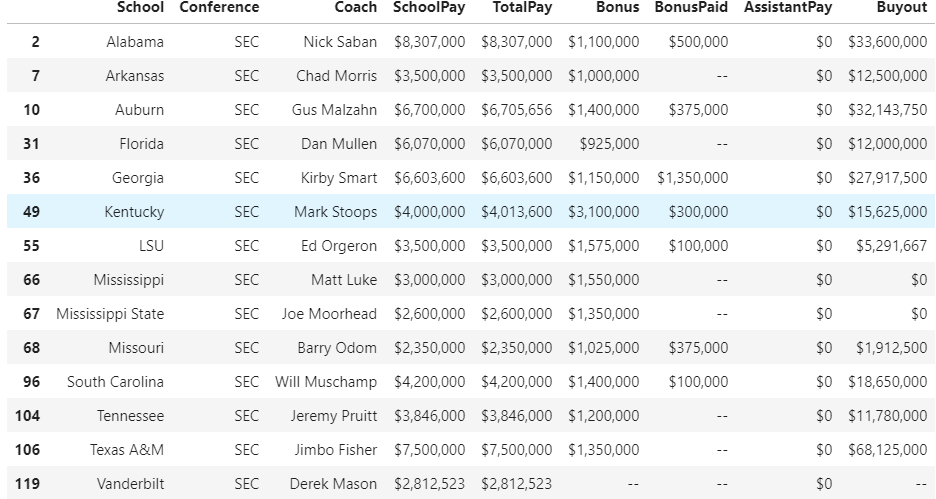 School Conference Coach SchoolPay TotalPay Bonus BonusPaid AssistantPay Buyout
2 Alabama SEC Nick Saban $8,307,000 $8,307,000 $1,100,000 $500,000 $0 $33,600,000
7 Arkansas SEC Chad Morris $3,500,000 $3,500,000 $1,000,000 -- $0 $12,500,000
10 Auburn SEC Gus Malzahn $6,700,000 $6,705,656 $1,400,000 $375,000 $0 $32,143,750
31 Florida SEC Dan Mullen $6,070,000 $6,070,000 $925,000 -- $0 $12,000,000
36 Georgia SEC Kirby Smart $6,603,600 $6,603,600 $1,150,000 $1,350,000 $0 $27,917,500
49 Kentucky SEC Mark Stoops $4,000,000 $4,013,600 $3,100,000 $300,000 $0 $15,625,000
55 LSU SEC Ed Orgeron $3,500,000 $3,500,000 $1,575,000 $100,000 $0 $5,291,667
66 Mississippi SEC Matt Luke $3,000,000 $3,000,000 $1,550,000 -- $0 $0
67 Mississippi State SEC Joe Moorhead $2,600,000 $2,600,000 $1,350,000 -- $0 $0
68 Missouri SEC Barry Odom $2,350,000 $2,350,000 $1,025,000 $375,000 $0 $1,912,500
96 South Carolina SEC Will Muschamp $4,200,000 $4,200,000 $1,400,000 $100,000 $0 $18,650,000
104 Tennessee SEC Jeremy Pruitt $3,846,000 $3,846,000 $1,200,000 -- $0 $11,780,000
106 Texas A&M SEC Jimbo Fisher $7,500,000 $7,500,000 $1,350,000 -- $0 $68,125,000
119 Vanderbilt SEC Derek Mason $2,812,523 $2,812,523 -- -- $0 --